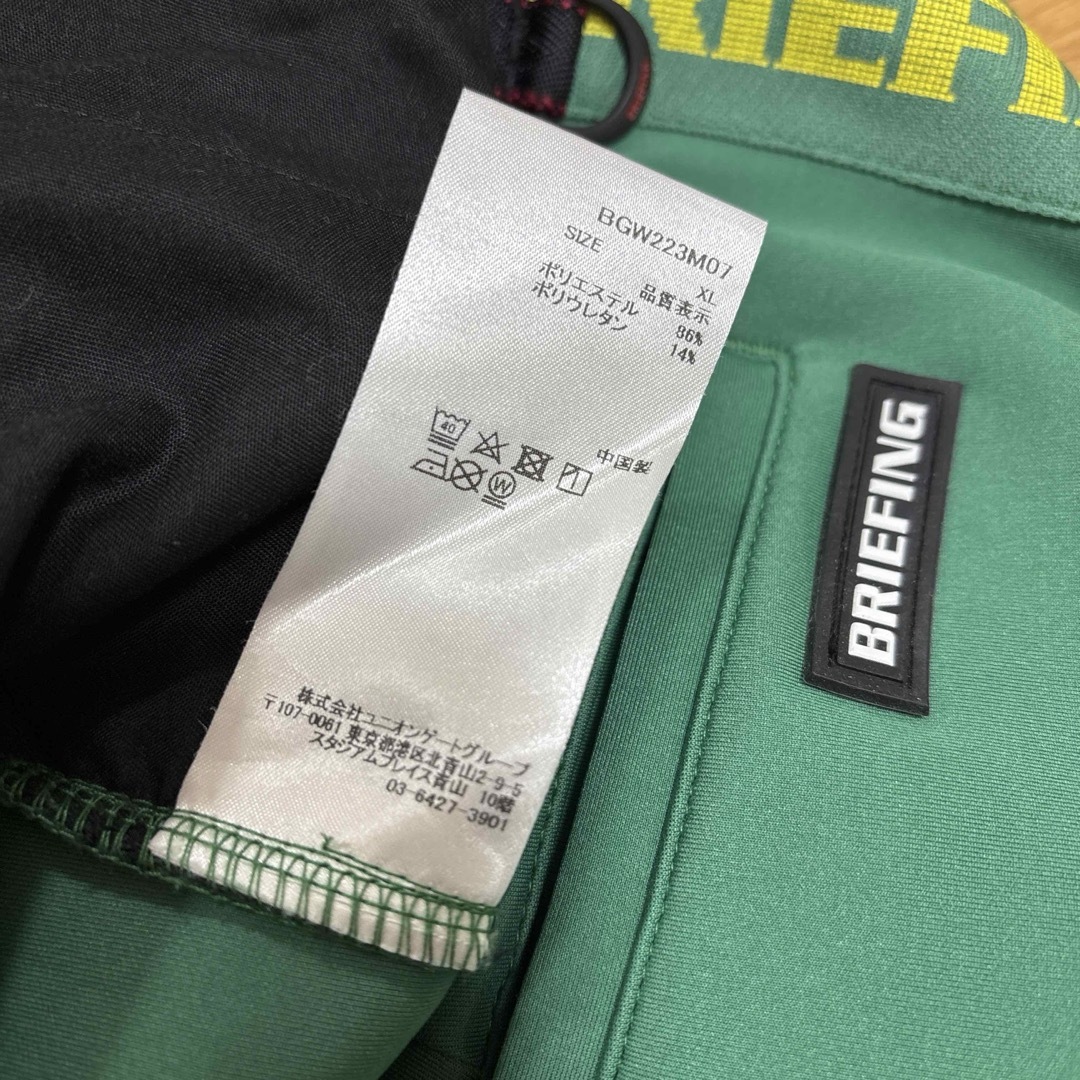 BRIEFI
BGW223M07
SIZE XL
品質表示
ポリエステル 86%
ポリウレタン 14%
40
W
中国製
株式会社ユニオンゲートグループ
〒107-0061 東京都港区北青山2-9-5
スタジアムプレイス青山 10階
03-6427-3901
BRIEFING